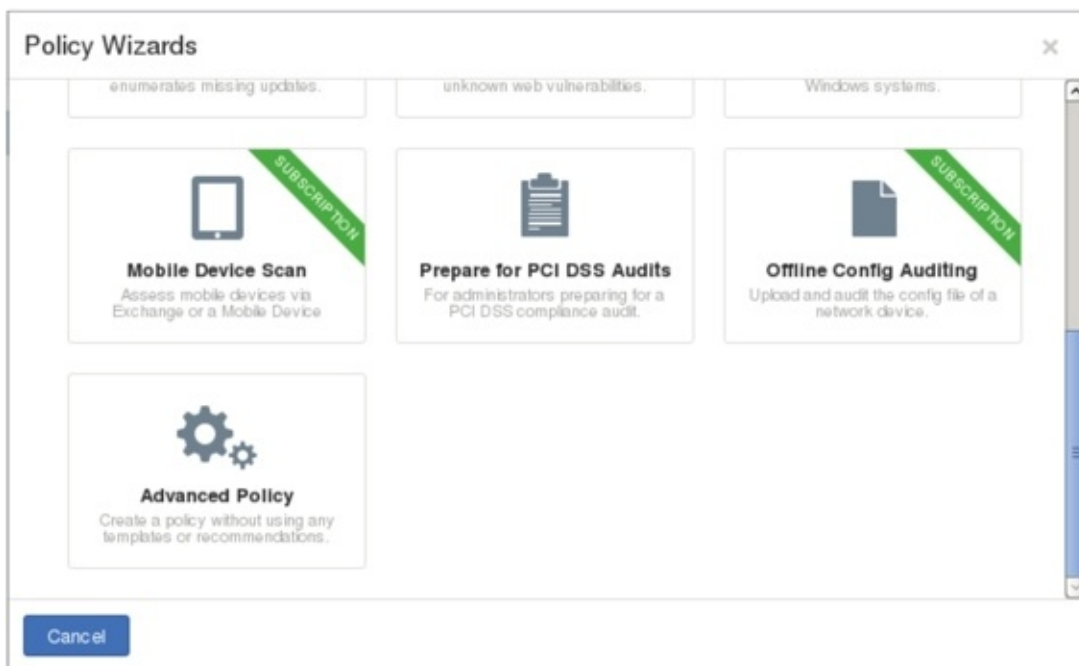 Policy Wizards
enumerates missing updates.
unknown web vulnerabilities.
Windows systems.
SUBSCRIPTION
Mobile Device Scan
Assess mobile devices via
Exchange or a Mobile Device
Prepare for PCI DSS Audits
For administrators preparing for a
PCI DSS compliance audit.
SUBSCRIPTION
Offline Config Auditing
Upload and audit the config file of a
network device.
Advanced Policy
Create a policy without using any
templates or recommendations.
Cancel